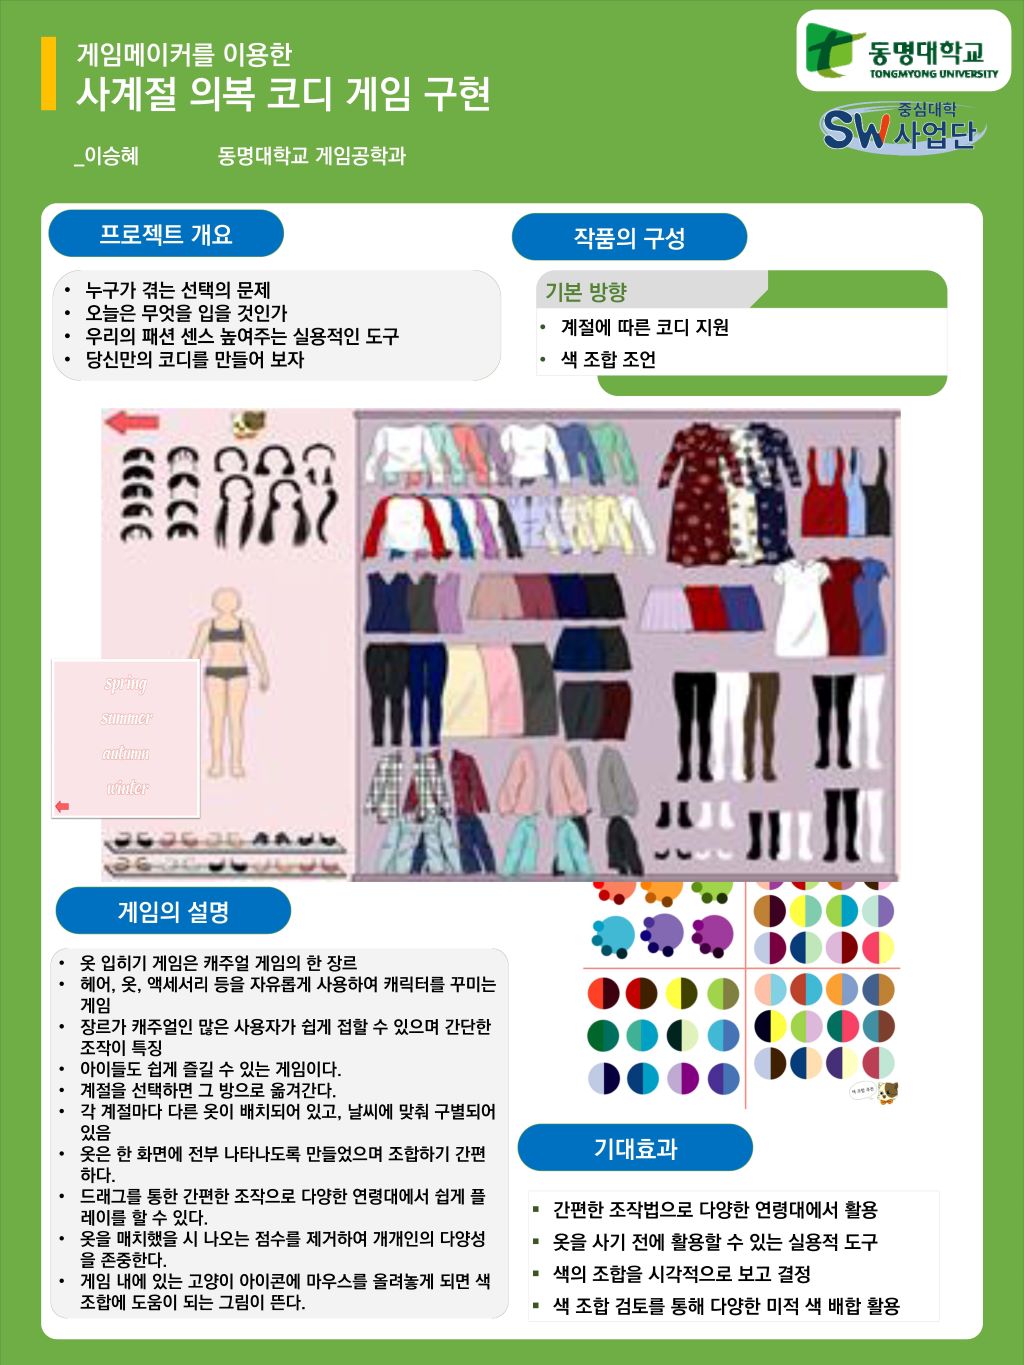 게임메이커를 이용한
사계절 의복 코디 게임 구현
_이승혜 동명대학교 게임공학과
동명대학교
TONGMYONG UNIVERSITY
중심대학
SW사업단
프로젝트 개요
• 누구가 겪는 선택의 문제
• 오늘은 무엇을 입을 것인가
• 우리의 패션 센스 높여주는 실용적인 도구
• 당신만의 코디를 만들어 보자
작품의 구성
기본 방향
• 계절에 따른 코디 지원
• 색 조합 조언
spring
summer
autumn
winter
게임의 설명
• 옷 입히기 게임은 캐주얼 게임의 한 장르
• 헤어, 옷, 액세서리 등을 자유롭게 사용하여 캐릭터를 꾸미는
게임
• 장르가 캐주얼인 많은 사용자가 쉽게 접할 수 있으며 간단한
조작이 특징
• 아이들도 쉽게 즐길 수 있는 게임이다.
• 계절을 선택하면 그 방으로 옮겨간다.
• 각 계절마다 다른 옷이 배치되어 있고, 날씨에 맞춰 구별되어
있음
• 옷은 한 화면에 전부 나타나도록 만들었으며 조합하기 간편
하다.
• 드래그를 통한 간편한 조작으로 다양한 연령대에서 쉽게 플
레이를 할 수 있다.
• 옷을 매치했을 시 나오는 점수를 제거하여 개개인의 다양성
을 존중한다.
• 게임 내에 있는 고양이 아이콘에 마우스를 올려놓게 되면 색
조합에 도움이 되는 그림이 뜬다.
기대효과
▪ 간편한 조작법으로 다양한 연령대에서 활용
▪ 옷을 사기 전에 활용할 수 있는 실용적 도구
▪ 색의 조합을 시각적으로 보고 결정
▪ 색 조합 검토를 통해 다양한 미적 색 배합 활용